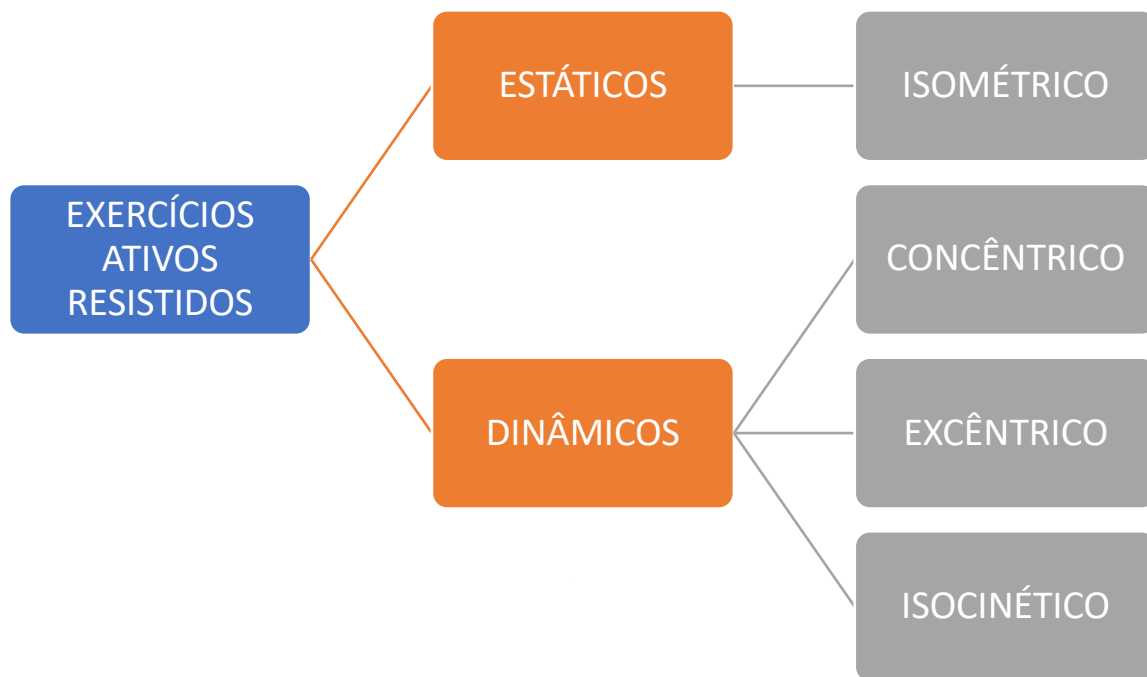 EXERCÍCIOS
ATIVOS
RESISTIDOS
ESTÁTICOS
ISOMÉTRICO
DINÂMICOS
CONCÊNTRICO
EXCÊNTRICO
ISOCINÉTICO